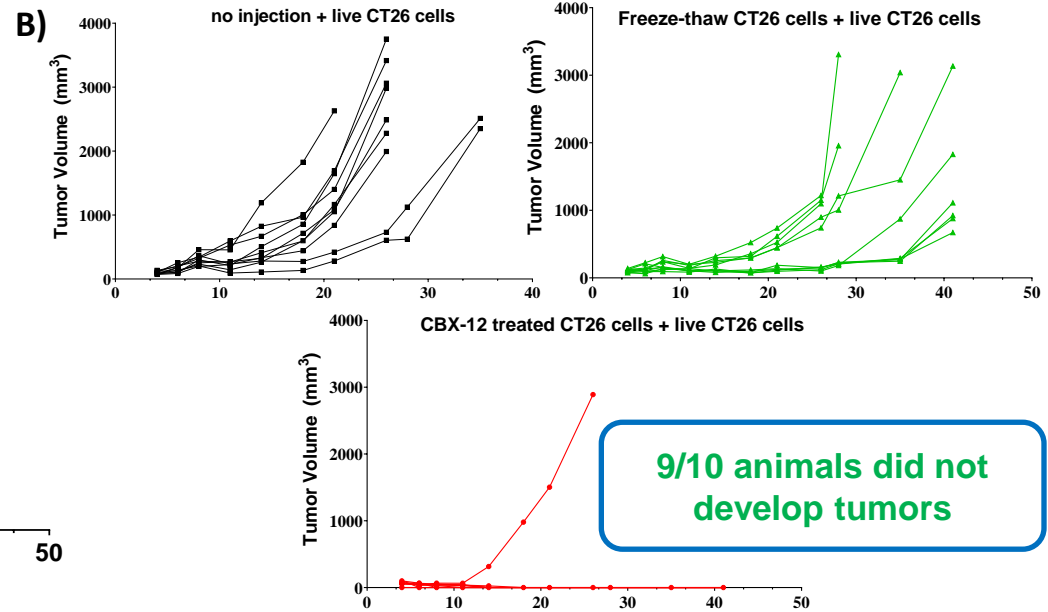 B)
no injection + live CT26 cells
Tumor Volume (mm³)
4000
3000
2000
1000
0
0 10 20 30 40
Freeze-thaw CT26 cells + live CT26 cells
Tumor Volume (mm³)
4000
3000
2000
1000
0
0 10 20 30 40 50
CBX-12 treated CT26 cells + live CT26 cells
Tumor Volume (mm³)
4000
3000
2000
1000
0
0 10 20 30 40 50
9/10 animals did not
develop tumors
50